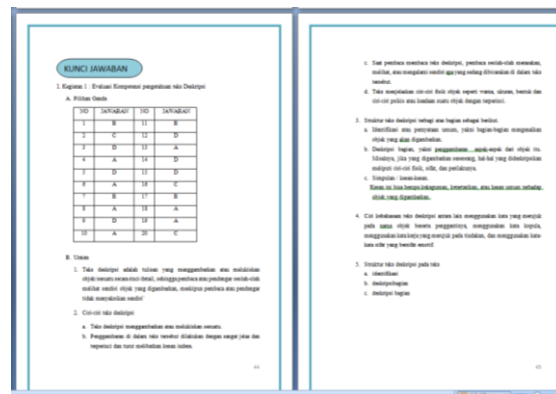 KUNCI JAWABAN
1. Kegiatan 1 : Evaluasi Kompetensi pengetahuan teks Deskripsi
A. Pilihan Ganda
NO JAWABAN NO JAWABAN
1 B 11 B
2 C 12 D
3 D 13 A
4 A 14 D
5 D 15 D
6 A 16 C
7 B 17 B
8 A 18 A
9 D 19 A
10 A 20 C
B. Uraian
1. Teks deskripsi adalah tulisan yang menggambarkan atau melukiskan
objek sesuatu secara rinci detail, sehingga pembaca atau pendengar seolah-olah
melihat sendiri objek yang digambarkan, meskipun pembaca atau pendengar
tidak menyaksikan sendiri
2. Ciri-ciri teks deskripsi
a. Teks deskripsi menggambarkan atau melukiskan sesuatu.
b. Penggambaran di dalam teks tersebut dilakukan dengan sangat jelas dan
terperinci dan turut melibatkan kesan indera.
44
c. Saat pembaca membaca teks deskripsi, pembaca seolah-olah merasakan,
melihat, atau mengalami sendiri apa yang sedang dibicarakan di dalam teks
tersebut.
d. Teks menjelaskan ciri-ciri fisik objek seperti warna, ukuran, bentuk dan
ciri-ciri psikis atau keadaan suatu objek dengan terperinci.
3. Struktur teks deskripsi terbagi atas bagian sebagai berikut.
a. Identifikasi atau pernyataan umum, yakni bagian-bagian mengenalkan
objek yang akan digambarkan.
b. Deskripsi bagian, yakni penggambaran aspek-aspek dari objek itu.
Misalnya, jika yang digambarkan seseorang, hal-hal yang dideskripsikan
meliputi ciri-ciri fisik, sifat, dan perilakunya.
c. Simpulan / kesan-kesan.
Kesan ini bisa berupa kekaguman, ketertarikan, atau kesan umum terhadap
objek yang digambarkan.
4. Ciri kebahasaan teks deskripsi antara lain menggunakan kata yang merujuk
pada nama objek beserta penggantinya, menggunakan kata kopula,
menggunakan kata kerja yang merujuk pada tindakan, dan menggunakan kata-
kata sifat yang bersifat emotif.
5. Struktur teks deskripsi pada teks
a. identifikasi
b. deskripsi bagian
c. deskripsi bagian
45